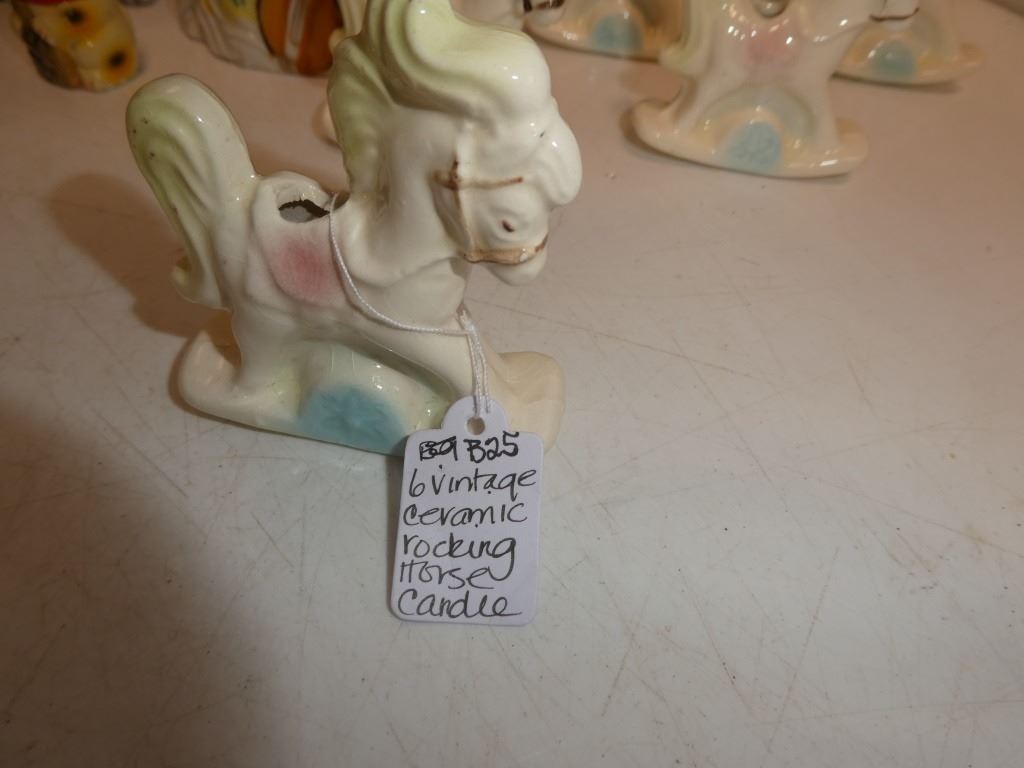 B25
6 vintage
ceramic
rocking
Horse
Candle